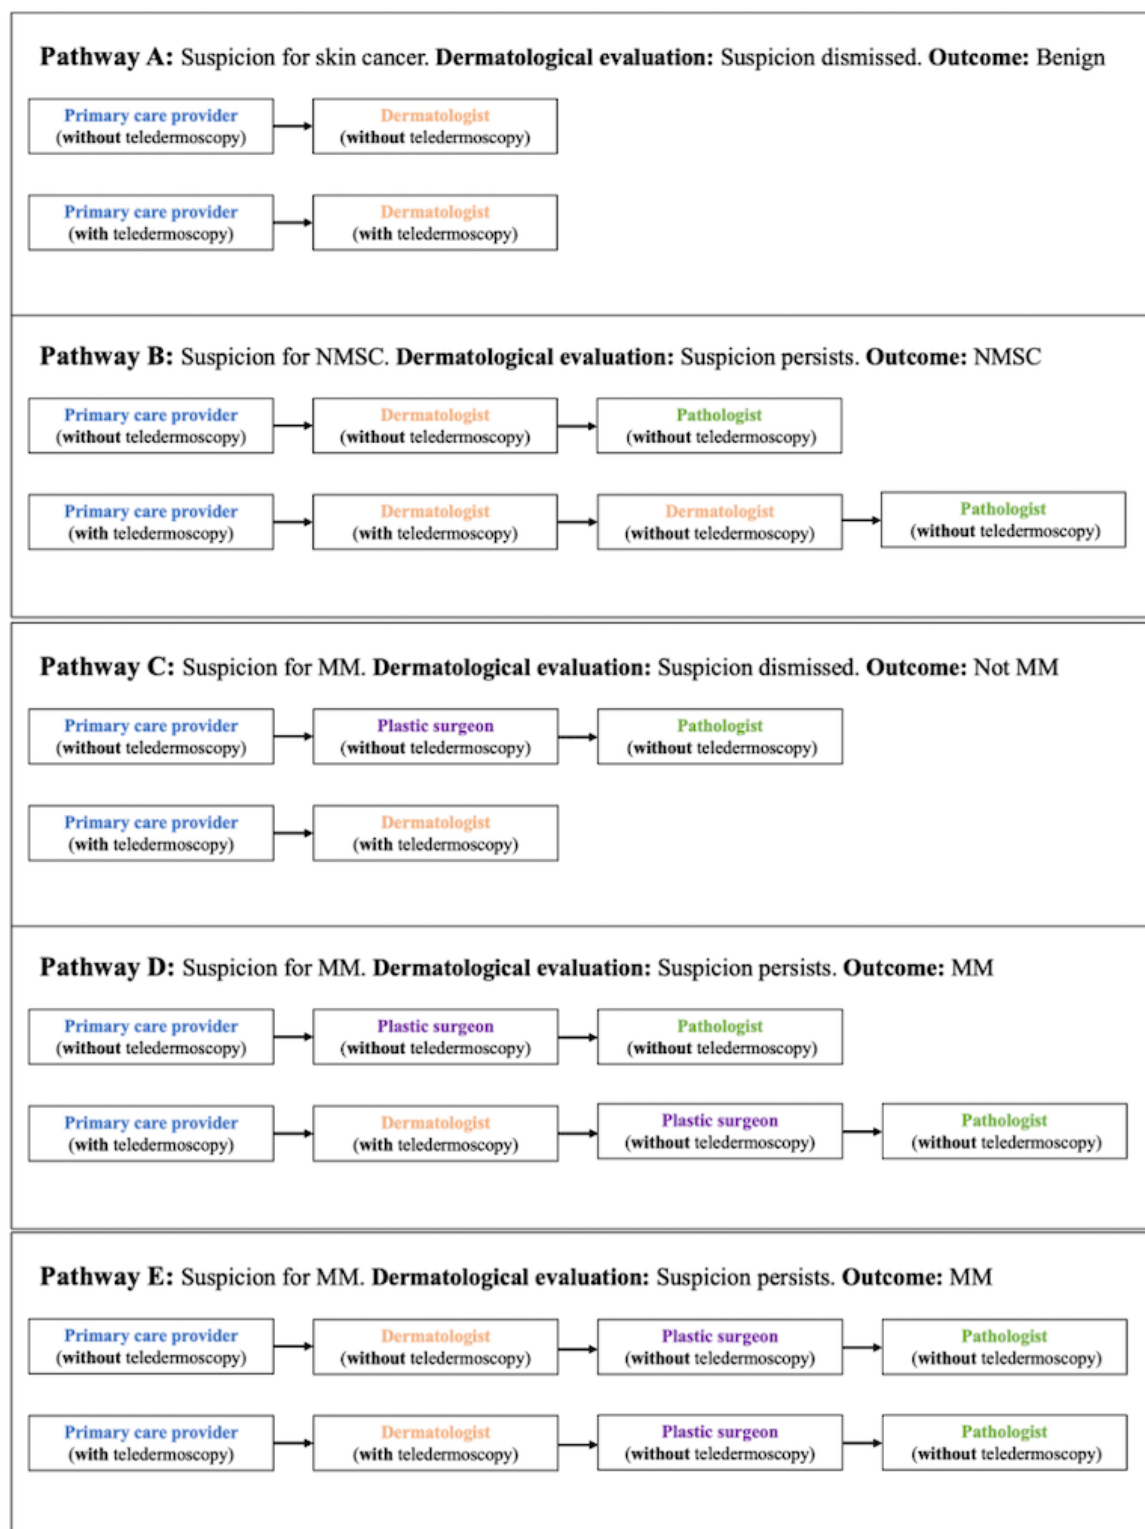 Pathway A: Suspicion for skin cancer. Dermatological evaluation: Suspicion dismissed. Outcome: Benign
Primary care provider
(without teledermoscopy)
Dermatologist
(without teledermoscopy)
Primary care provider
(with teledermoscopy)
Dermatologist
(with teledermoscopy)
Pathway B: Suspicion for NMSC. Dermatological evaluation: Suspicion persists. Outcome: NMSC
Primary care provider
(without teledermoscopy)
Dermatologist
(without teledermoscopy)
Pathologist
(without teledermoscopy)
Primary care provider
(with teledermoscopy)
Dermatologist
(with teledermoscopy)
Dermatologist
(without teledermoscopy)
Pathologist
(without teledermoscopy)
Pathway C: Suspicion for MM. Dermatological evaluation: Suspicion dismissed. Outcome: Not MM
Primary care provider
(without teledermoscopy)
Plastic surgeon
(without teledermoscopy)
Pathologist
(without teledermoscopy)
Primary care provider
(with teledermoscopy)
Dermatologist
(with teledermoscopy)
Pathway D: Suspicion for MM. Dermatological evaluation: Suspicion persists. Outcome: MM
Primary care provider
(without teledermoscopy)
Plastic surgeon
(without teledermoscopy)
Pathologist
(without teledermoscopy)
Primary care provider
(with teledermoscopy)
Dermatologist
(with teledermoscopy)
Plastic surgeon
(without teledermoscopy)
Pathologist
(without teledermoscopy)
Pathway E: Suspicion for MM. Dermatological evaluation: Suspicion persists. Outcome: MM
Primary care provider
(without teledermoscopy)
Dermatologist
(without teledermoscopy)
Plastic surgeon
(without teledermoscopy)
Pathologist
(without teledermoscopy)
Primary care provider
(with teledermoscopy)
Dermatologist
(with teledermoscopy)
Plastic surgeon
(without teledermoscopy)
Pathologist
(without teledermoscopy)